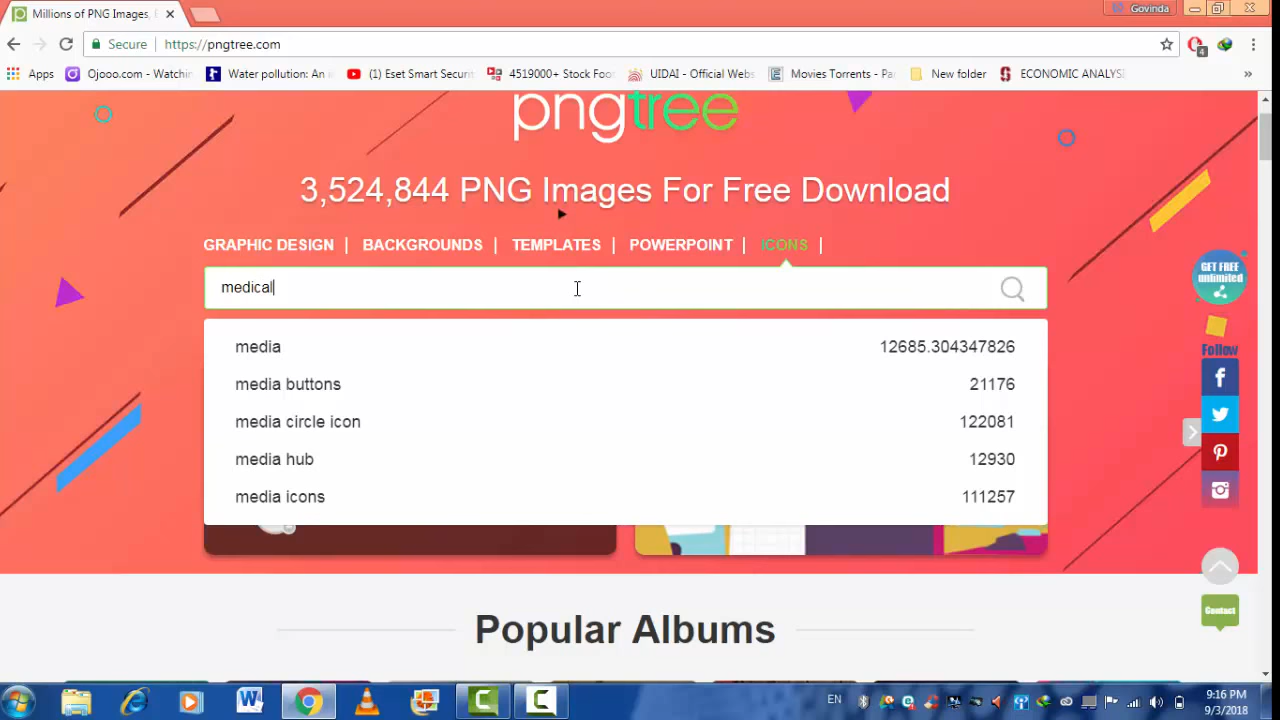 Millions of PNG Images,
Govinda
Secure
https://pngtree.com
4
Apps
Ojooo.com - Watchin
Water pollution: An i
(1) Eset Smart Securi
4519000+ Stock Foo
UIDAI - Official Webs
Movies Torrents - Pa
New folder
ECONOMIC ANALYSI
»
pngtree
3,524,844 PNG Images For Free Download
GRAPHIC DESIGN | BACKGROUNDS | TEMPLATES | POWERPOINT | ICONS |
medical
media 12685.304347826
media buttons 21176
media circle icon 122081
media hub 12930
media icons 111257
GET FREE
unlimited
Follow
Contact
Popular Albums
EN
9:16 PM
9/3/2018